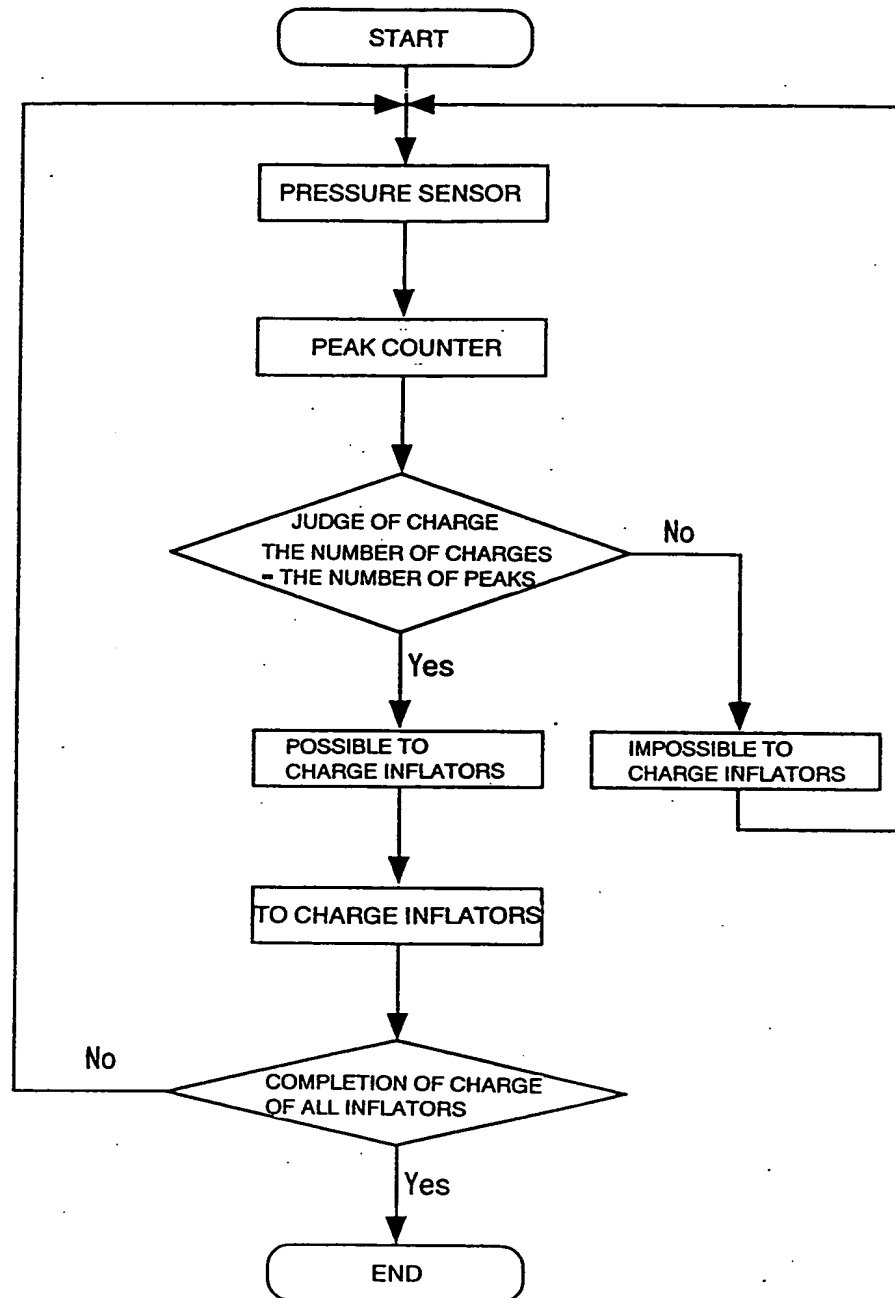 START
PRESSURE SENSOR
PEAK COUNTER
JUDGE OF CHARGE
THE NUMBER OF CHARGES
- THE NUMBER OF PEAKS
No
Yes
POSSIBLE TO
CHARGE INFLATORS
IMPOSSIBLE TO
CHARGE INFLATORS
TO CHARGE INFLATORS
No
COMPLETION OF CHARGE
OF ALL INFLATORS
Yes
END